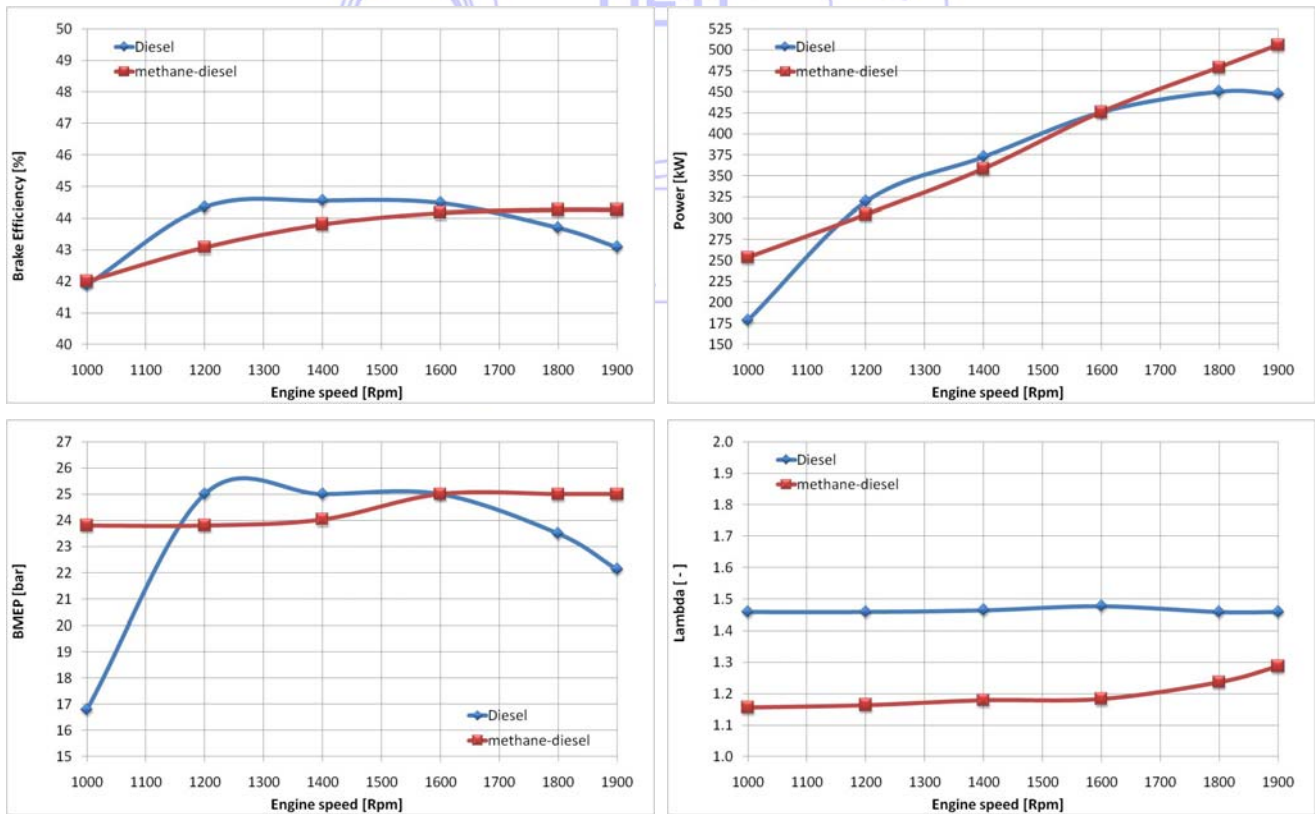 50
49
48
47
46
45
44
43
42
41
40
Brake Efficiency [%]
Diesel
methane-diesel
1000 1100 1200 1300 1400 1500 1600 1700 1800 1900
Engine speed [Rpm]
525
500
475
450
425
400
375
350
325
300
275
250
225
200
175
150
Power [kW]
Diesel
methane-diesel
1000 1100 1200 1300 1400 1500 1600 1700 1800 1900
Engine speed [Rpm]
27
26
25
24
23
22
21
20
19
18
17
16
15
BMEP [bar]
Diesel
methane-diesel
1000 1100 1200 1300 1400 1500 1600 1700 1800 1900
Engine speed [Rpm]
2.0
1.9
1.8
1.7
1.6
1.5
1.4
1.3
1.2
1.1
1.0
Lambda [ - ]
Diesel
methane-diesel
1000 1100 1200 1300 1400 1500 1600 1700 1800 1900
Engine speed [Rpm]